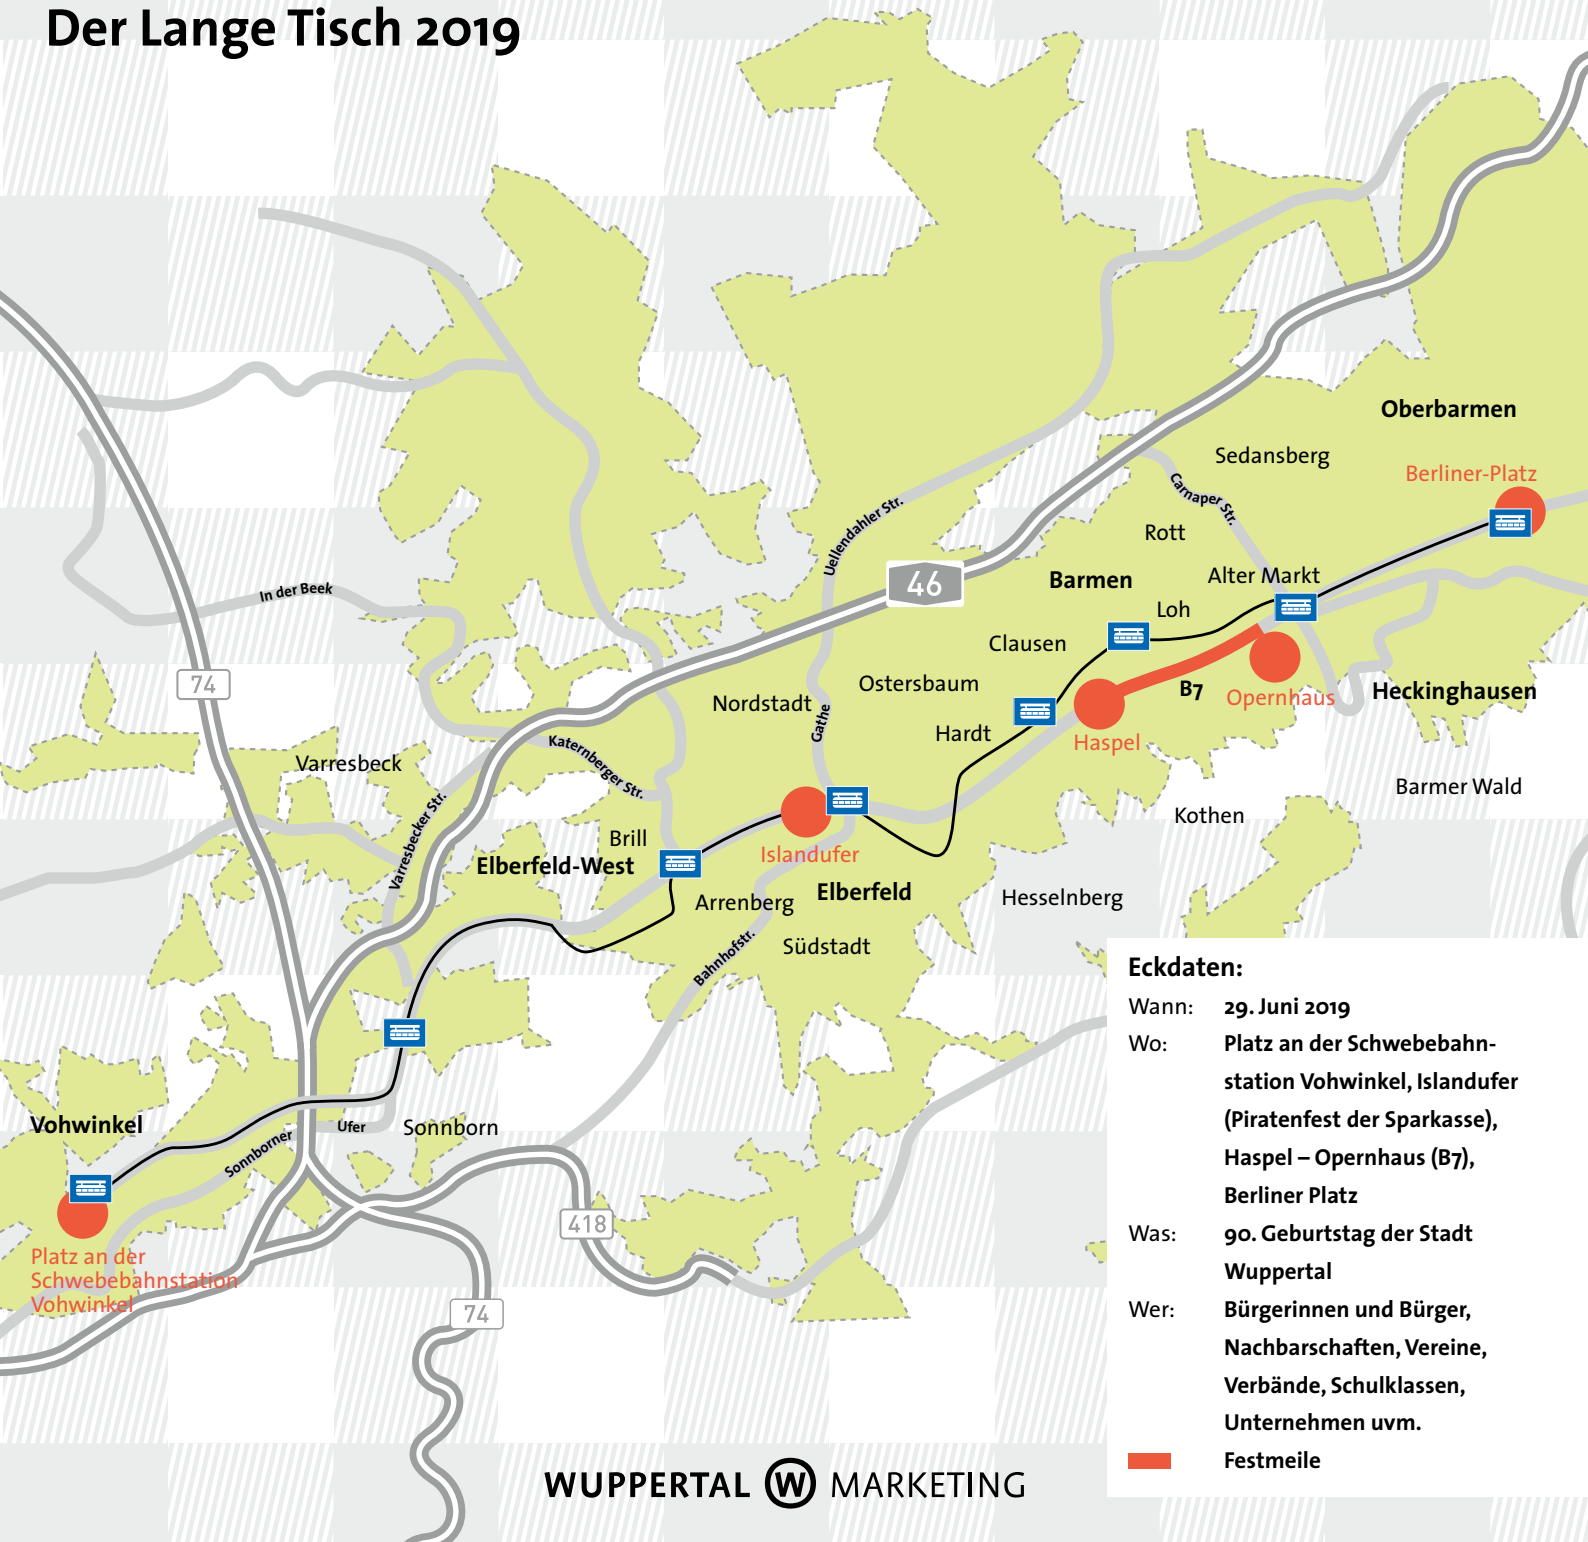 Der Lange Tisch 2019
Oberbarmen
Sedansberg
Berliner-Platz
Carnaper Str.
Uellendahler Str.
Rott
46
Barmen
Alter Markt
In der Beek
Loh
Clausen
74
Ostersbaum
Nordstadt
B7
Opernhaus
Heckinghausen
Gathe
Hardt
Haspel
Katernberger Str.
Varresbeck
Barmer Wald
Varresbecker Str.
Kothen
Brill
Elberfeld-West
Islandufer
Arrenberg
Elberfeld
Hesselnberg
Südstadt
Bahnhofstr.
Vohwinkel
Sonnborner
Ufer
Sonnborn
418
Platz an der
Schwebebahnstation
Vohwinkel
74
Eckdaten:
Wann: 29. Juni 2019
Wo: Platz an der Schwebebahn-
station Vohwinkel, Islandufer
(Piratenfest der Sparkasse),
Haspel – Opernhaus (B7),
Berliner Platz
Was: 90. Geburtstag der Stadt
Wuppertal
Wer: Bürgerinnen und Bürger,
Nachbarschaften, Vereine,
Verbände, Schulklassen,
Unternehmen uvm.
Festmeile
WUPPERTAL W MARKETING